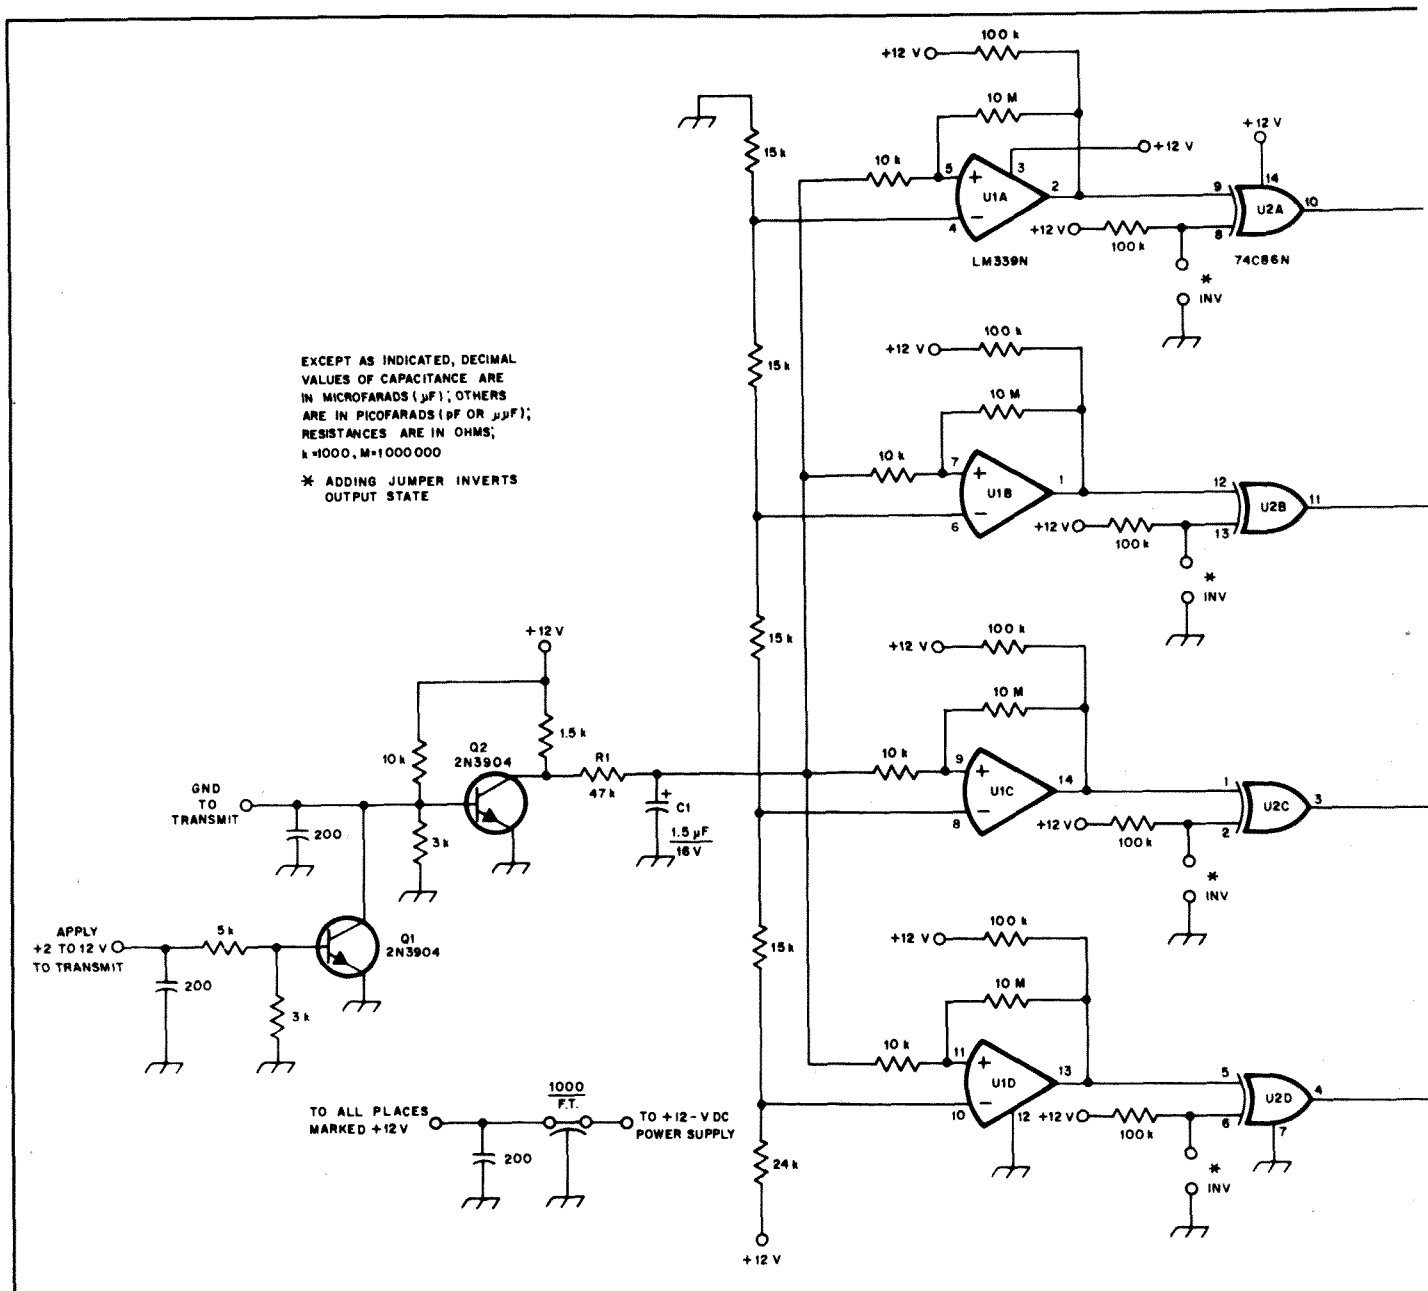 100 k
+12 V
10 M
+12 V
15 k
10 k
5
+
3
+12 V
U1A
2
9
14
U2A
10
−
4
+12 V
8
100 k
LM339N
74C86N
*
INV
100 k
+12 V
EXCEPT AS INDICATED, DECIMAL
VALUES OF CAPACITANCE ARE
IN MICROFARADS (µF); OTHERS
ARE IN PICOFARADS (pF OR µµF);
RESISTANCES ARE IN OHMS;
k=1000, M=1000000
* ADDING JUMPER INVERTS
OUTPUT STATE
15 k
10 M
10 k
7
+
1
12
U1B
U2B
11
−
6
+12 V
13
100 k
*
INV
+12 V
15 k
100 k
+12 V
10 M
1.5 k
Q2
2N3904
10 k
R1
47 k
10 k
9
+
14
1
U1C
U2C
3
GND
TO
TRANSMIT
200
3 k
+
C1
1.5 µF
16 V
−
8
+12 V
2
100 k
*
INV
APPLY
+2 TO 12 V
TO TRANSMIT
5 k
Q1
2N3904
200
3 k
15 k
100 k
+12 V
10 M
10 k
11
+
13
5
U1D
U2D
4
−
10
12
+12 V
6
100 k
7
*
INV
TO ALL PLACES
MARKED +12 V
1000
F.T.
TO +12-V DC
POWER SUPPLY
200
24 k
+12 V